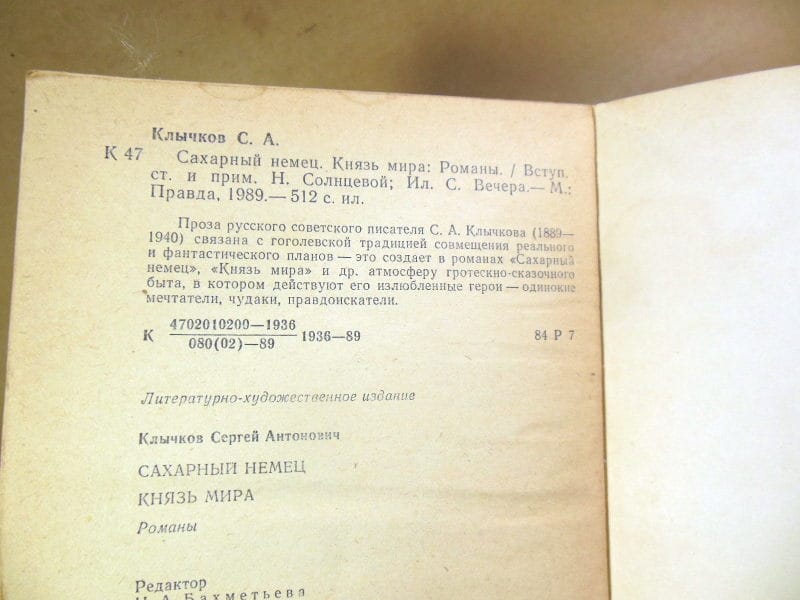 Клычков С. А.
К 47 Сахарный немец. Князь мира: Романы. / Вступ.
ст. и прим. Н. Солнцевой; Ил. С. Вечера.— М.:
Правда, 1989.— 512 с. ил.
Проза русского советского писателя С. А. Клычкова (1889—
1940) связана с гоголевской традицией совмещения реального
и фантастического планов — это создает в романах «Сахарный
немец», «Князь мира» и др. атмосферу гротескно-сказочного
быта, в котором действуют его излюбленные герои — одинокие
мечтатели, чудаки, правдоискатели.
К 4702010200—1936
080(02)—89 1936—89 84 Р 7
Литературно-художественное издание
Клычков Сергей Антонович
САХАРНЫЙ НЕМЕЦ
КНЯЗЬ МИРА
Романы
Редактор
Бахметьева